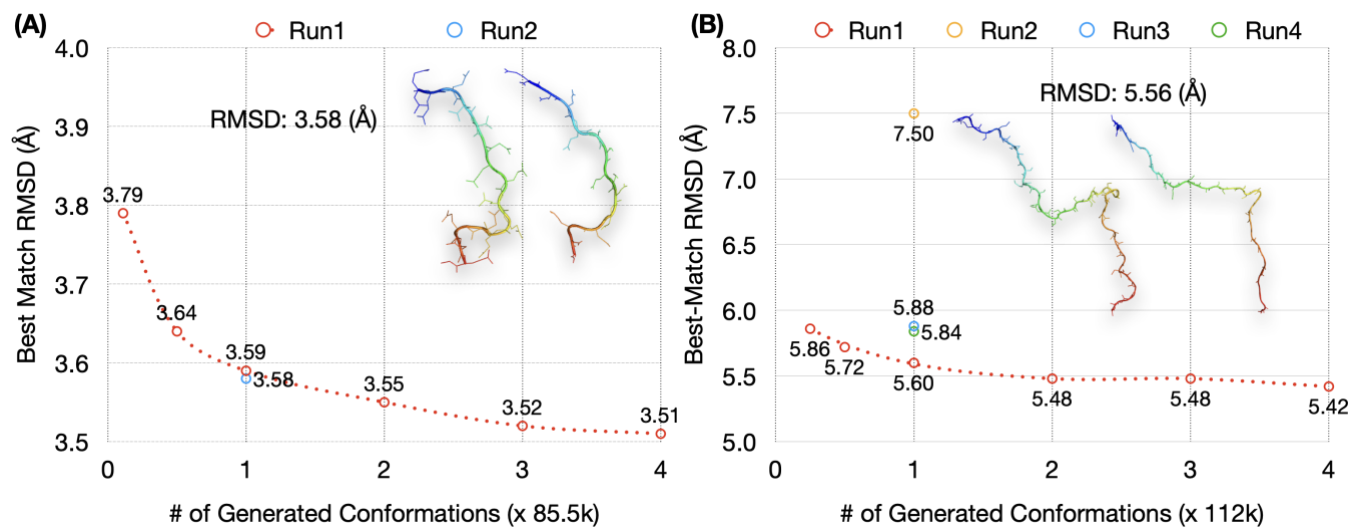 (A)
Run1
Run2
4.0
3.9
3.8
3.7
3.6
3.5
Best Match RMSD (Å)
RMSD: 3.58 (Å)
3.79
3.64
3.59
3.58
3.55
3.52
3.51
0
1
2
3
4
# of Generated Conformations (x 85.5k)
(B)
Run1
Run2
Run3
Run4
8.0
7.5
7.0
6.5
6.0
5.5
5.0
Best-Match RMSD (Å)
RMSD: 5.56 (Å)
7.50
5.88
5.84
5.86
5.72
5.60
5.48
5.48
5.42
0
1
2
3
4
# of Generated Conformations (x 112k)